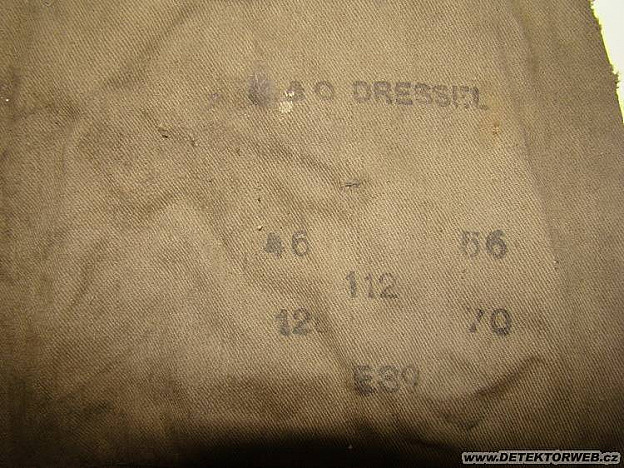 DRESSEL
46 56
112
70
E39
www.DETEKTORWEB.cz